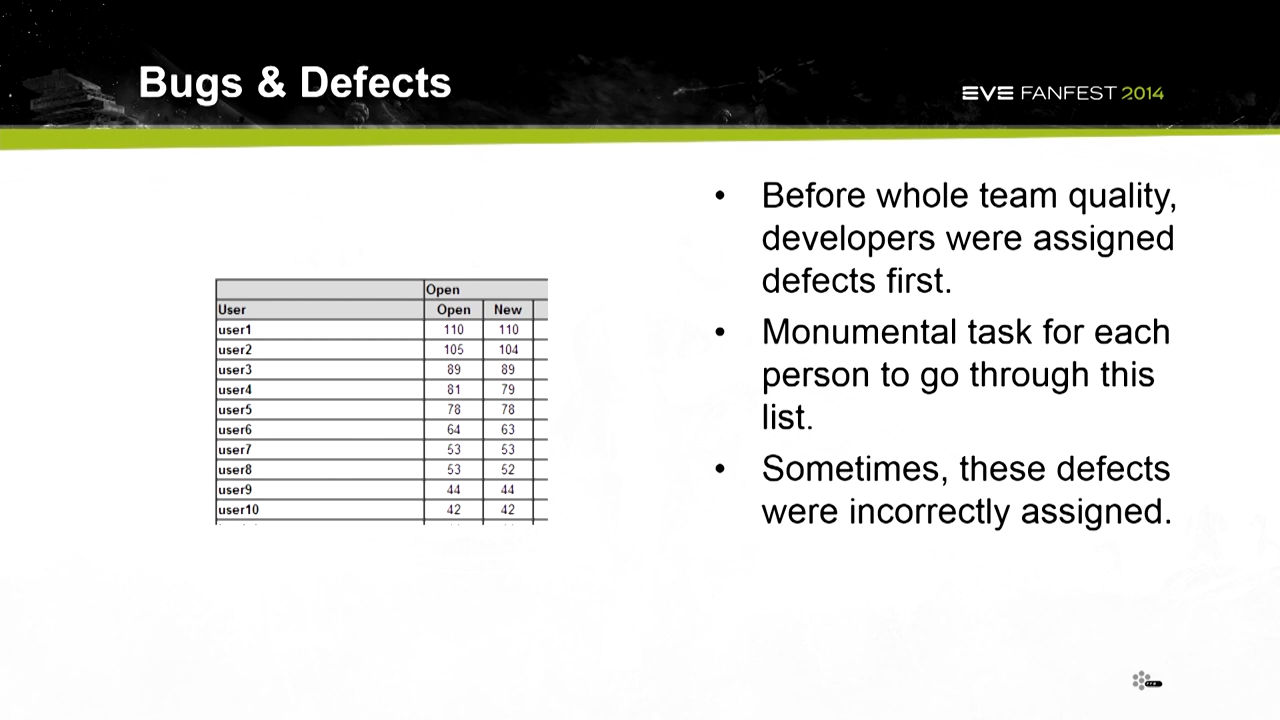 Bugs & Defects
EVE FANFEST 2014
Open
User Open New
user1 110 110
user2 105 104
user3 89 89
user4 81 79
user5 78 78
user6 64 63
user7 53 53
user8 53 52
user9 44 44
user10 42 42
• Before whole team quality,
developers were assigned
defects first.
• Monumental task for each
person to go through this
list.
• Sometimes, these defects
were incorrectly assigned.